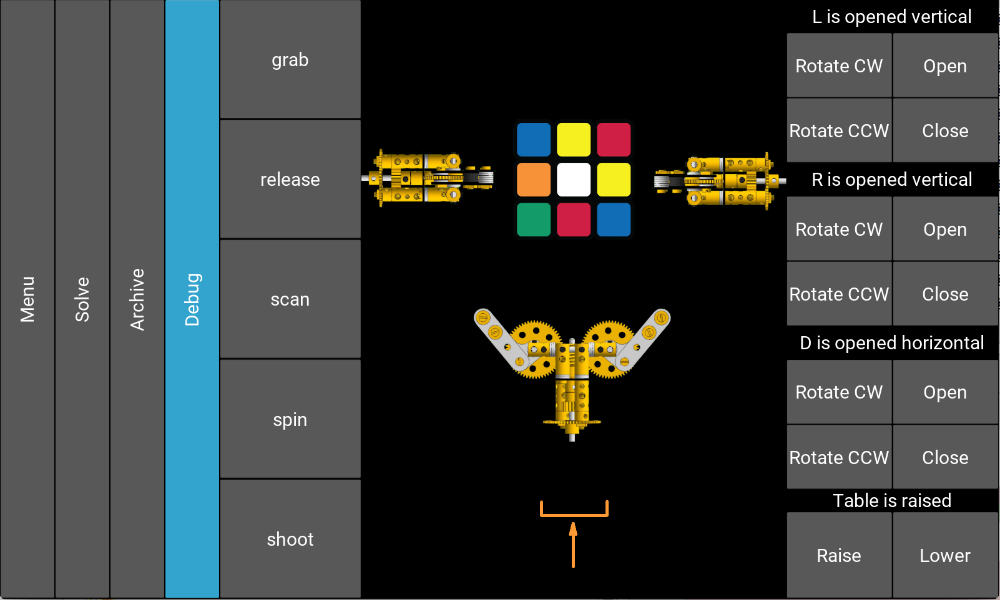 Menu
Solve
Archive
Debug
grab
release
scan
spin
shoot
L is opened vertical
Rotate CW
Open
Rotate CCW
Close
R is opened vertical
Rotate CW
Open
Rotate CCW
Close
D is opened horizontal
Rotate CW
Open
Rotate CCW
Close
Table is raised
Raise
Lower